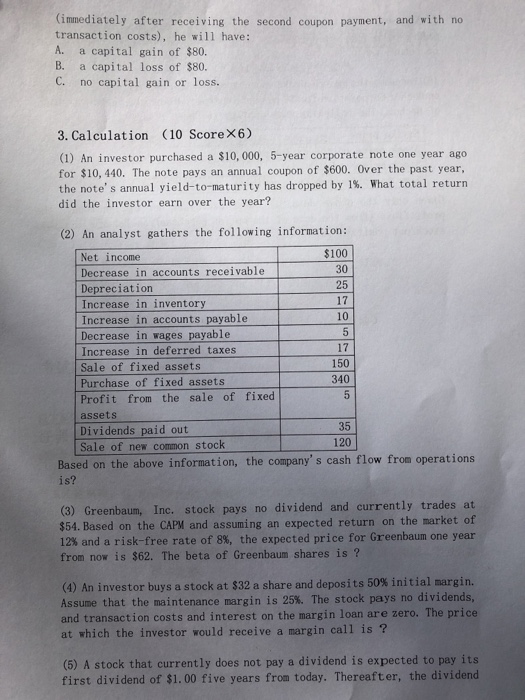 (immediately after receiving the second coupon payment, and with no
transaction costs), he will have:
A. a capital gain of $80.
B. a capital loss of $80.
C. no capital gain or loss.
3. Calculation (10 Score×6)
(1) An investor purchased a $10,000, 5-year corporate note one year ago
for $10,440. The note pays an annual coupon of $600. Over the past year,
the note's annual yield-to-maturity has dropped by 1%. What total return
did the investor earn over the year?
(2) An analyst gathers the following information:
Net income $100
Decrease in accounts receivable 30
Depreciation 25
Increase in inventory 17
Increase in accounts payable 10
Decrease in wages payable 5
Increase in deferred taxes 17
Sale of fixed assets 150
Purchase of fixed assets 340
Profit from the sale of fixed 5
assets
Dividends paid out 35
Sale of new common stock 120
Based on the above information, the company's cash flow from operations
is?
(3) Greenbaum, Inc. stock pays no dividend and currently trades at
$54. Based on the CAPM and assuming an expected return on the market of
12% and a risk-free rate of 8%, the expected price for Greenbaum one year
from now is $62. The beta of Greenbaum shares is ?
(4) An investor buys a stock at $32 a share and deposits 50% initial margin.
Assume that the maintenance margin is 25%. The stock pays no dividends,
and transaction costs and interest on the margin loan are zero. The price
at which the investor would receive a margin call is ?
(5) A stock that currently does not pay a dividend is expected to pay its
first dividend of $1.00 five years from today. Thereafter, the dividend